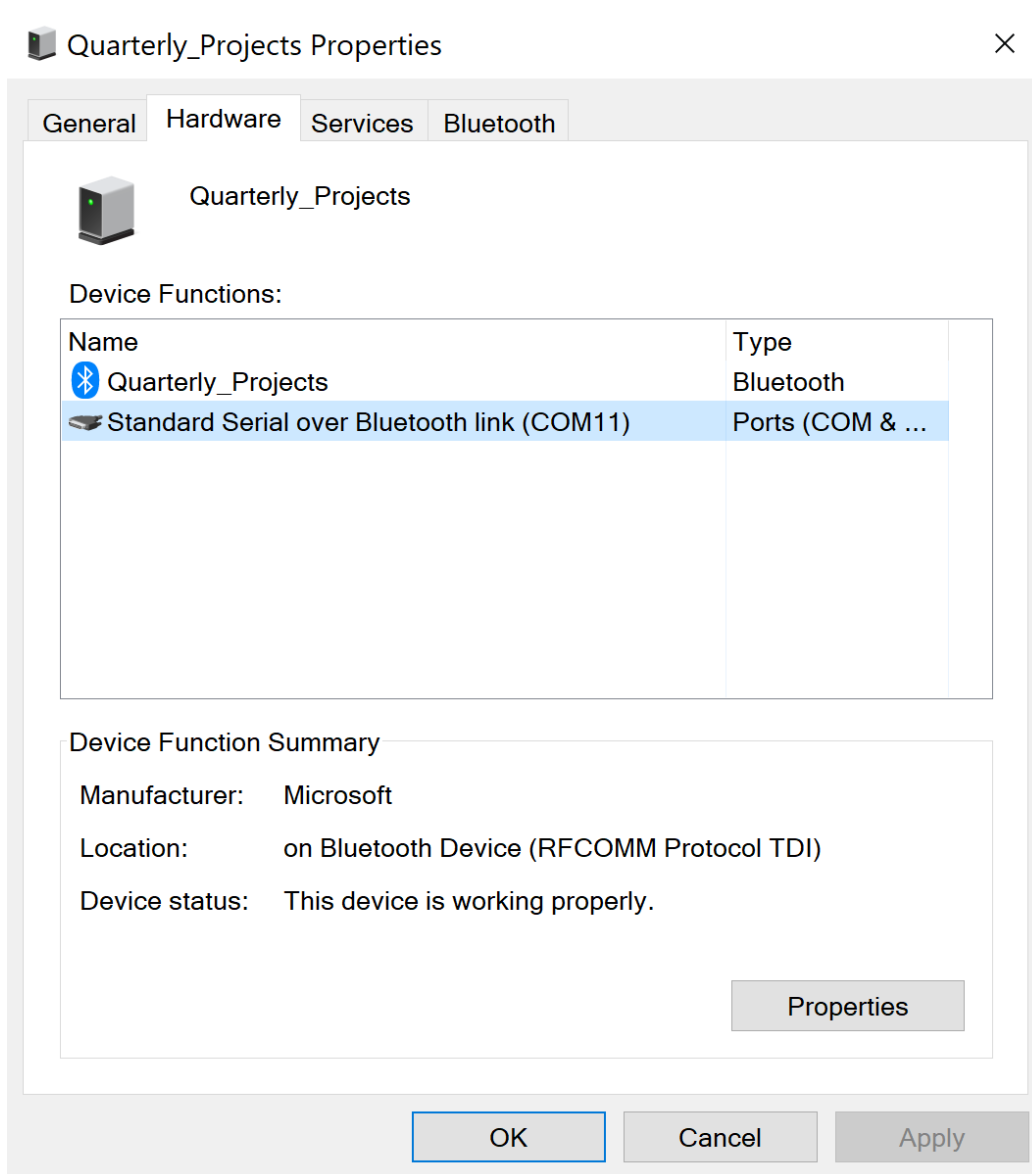 Quarterly_Projects Properties
General Hardware Services Bluetooth
Quarterly_Projects
Device Functions:
Name Type
Quarterly_Projects Bluetooth
Standard Serial over Bluetooth link (COM11) Ports (COM & ...
Device Function Summary
Manufacturer: Microsoft
Location: on Bluetooth Device (RFCOMM Protocol TDI)
Device status: This device is working properly.
Properties
OK Cancel Apply